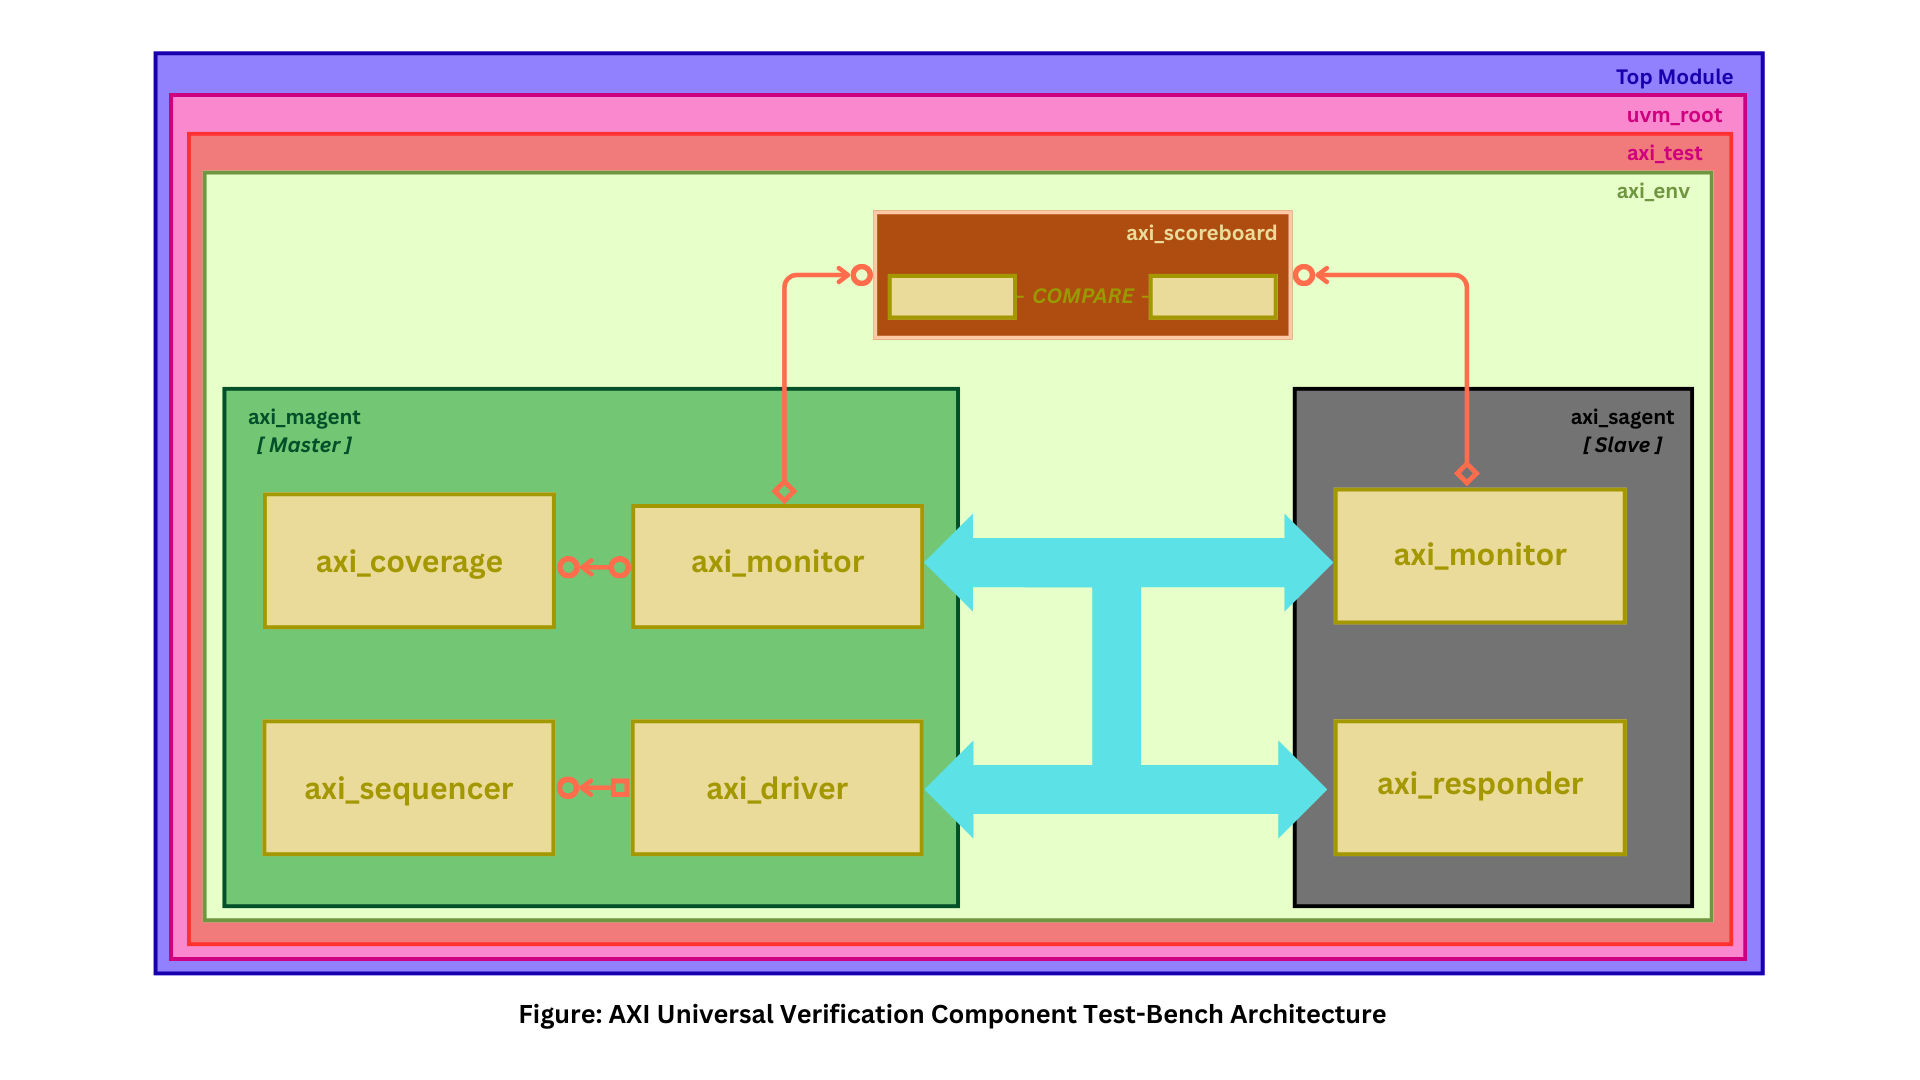 Top Module
uvm_root
axi_test
axi_env
axi_scoreboard
COMPARE
axi_magent
[ Master ]
axi_sagent
[ Slave ]
axi_coverage
axi_monitor
axi_monitor
axi_sequencer
axi_driver
axi_responder
Figure: AXI Universal Verification Component Test-Bench Architecture